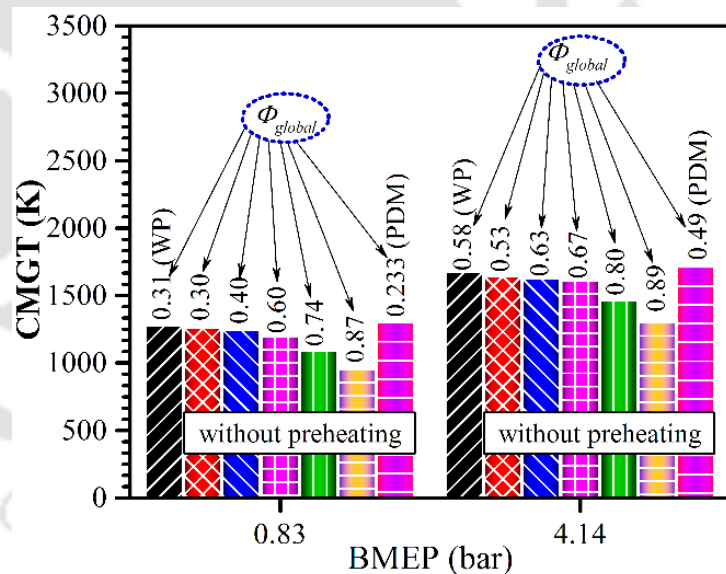 3500
3000
2500
2000
1500
1000
500
0
CMGT (K)
Φglobal
0.31 (WP)
0.30
0.40
0.60
0.74
0.87
0.233 (PDM)
without preheating
Φglobal
0.58 (WP)
0.53
0.63
0.67
0.80
0.89
0.49 (PDM)
without preheating
0.83
4.14
BMEP (bar)